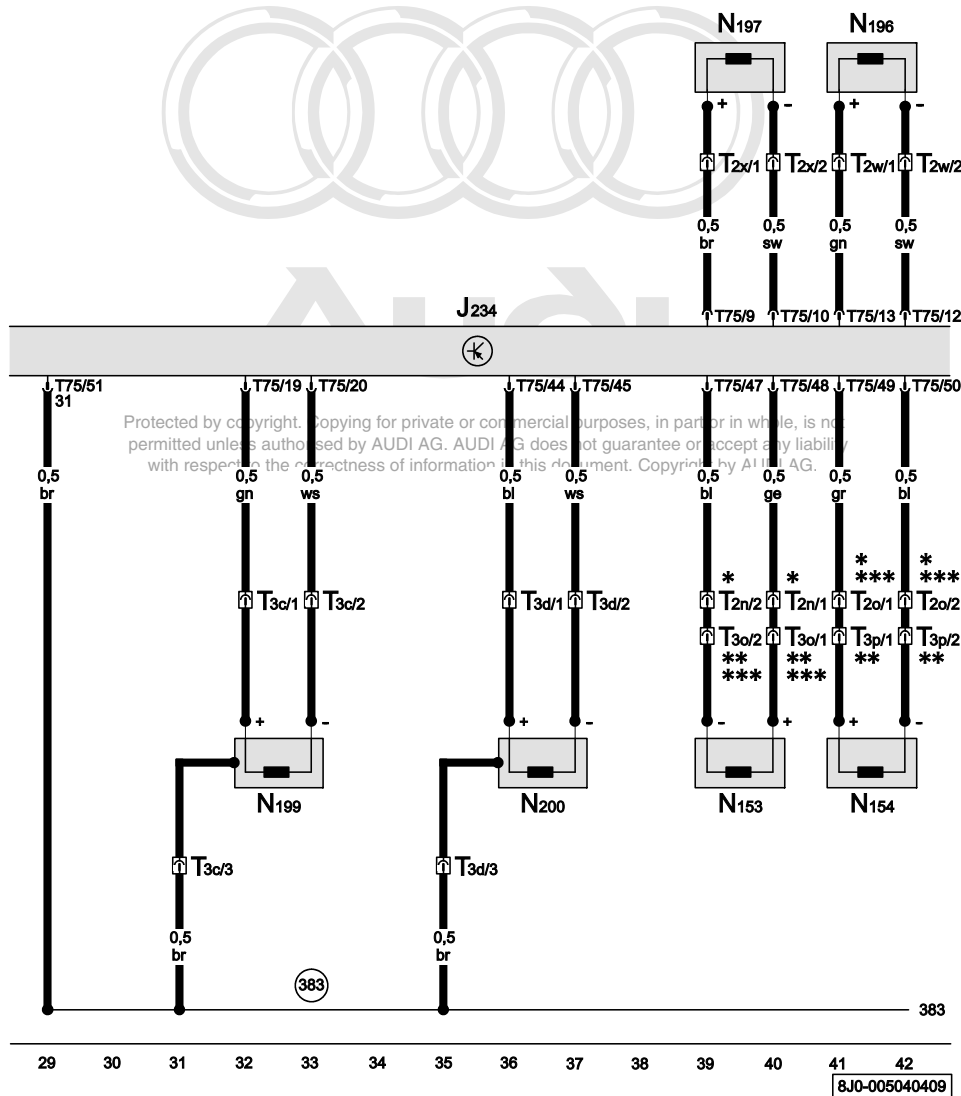 N197 N196
+ - + -
T2x/1 T2x/2 T2w/1 T2w/2
0,5 0,5 0,5 0,5
br sw gn sw
Audi
J234
T75/9 T75/10 T75/13 T75/12
T75/51 T75/19 T75/20 T75/44 T75/45 T75/47 T75/48 T75/49 T75/50
31
Protected by copyright. Copying for private or commercial purposes, in part or in whole, is not
permitted unless authorised by AUDI AG. AUDI AG does not guarantee or accept any liability
with respect to the correctness of information in this document. Copyright by AUDI AG.
0,5 0,5 0,5 0,5 0,5 0,5 0,5 0,5 0,5
br gn ws bl ws bl ge gr bl
* * * *
*** ***
T3c/1 T3c/2 T3d/1 T3d/2 T2n/2 T2n/1 T2o/1 T2o/2
T3o/2 T3o/1 T3p/1 T3p/2
** ** ** **
*** ***
+ - + - - + + -
N199 N200 N153 N154
T3c/3 T3d/3
0,5 0,5
br br
383
383
29 30 31 32 33 34 35 36 37 38 39 40 41 42
8J0-005040409